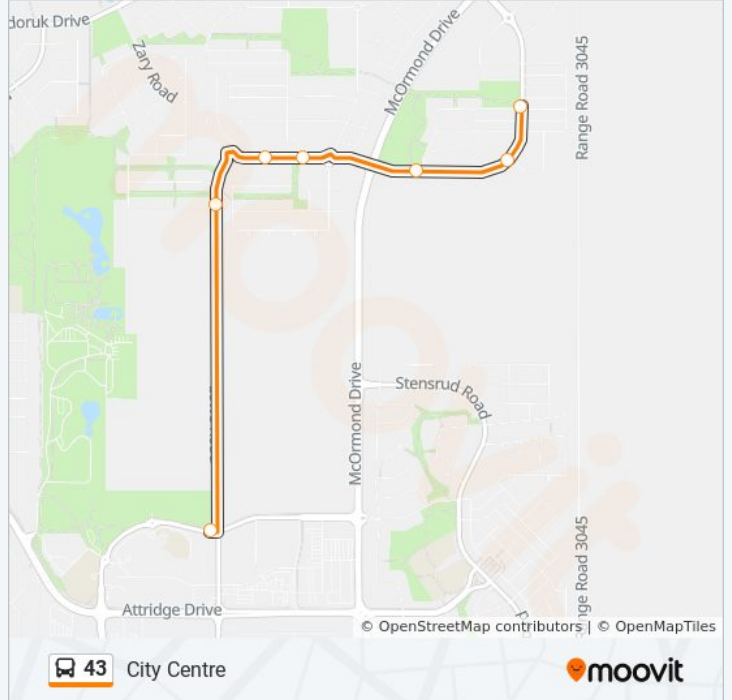 doruk Drive
Zary Road
McOrmond Drive
Range Road 3045
McOrmond Drive
Stensrud Road
Range Road 3045
Attridge Drive
© OpenStreetMap contributors | © OpenMapTiles
43 City Centre
moovit